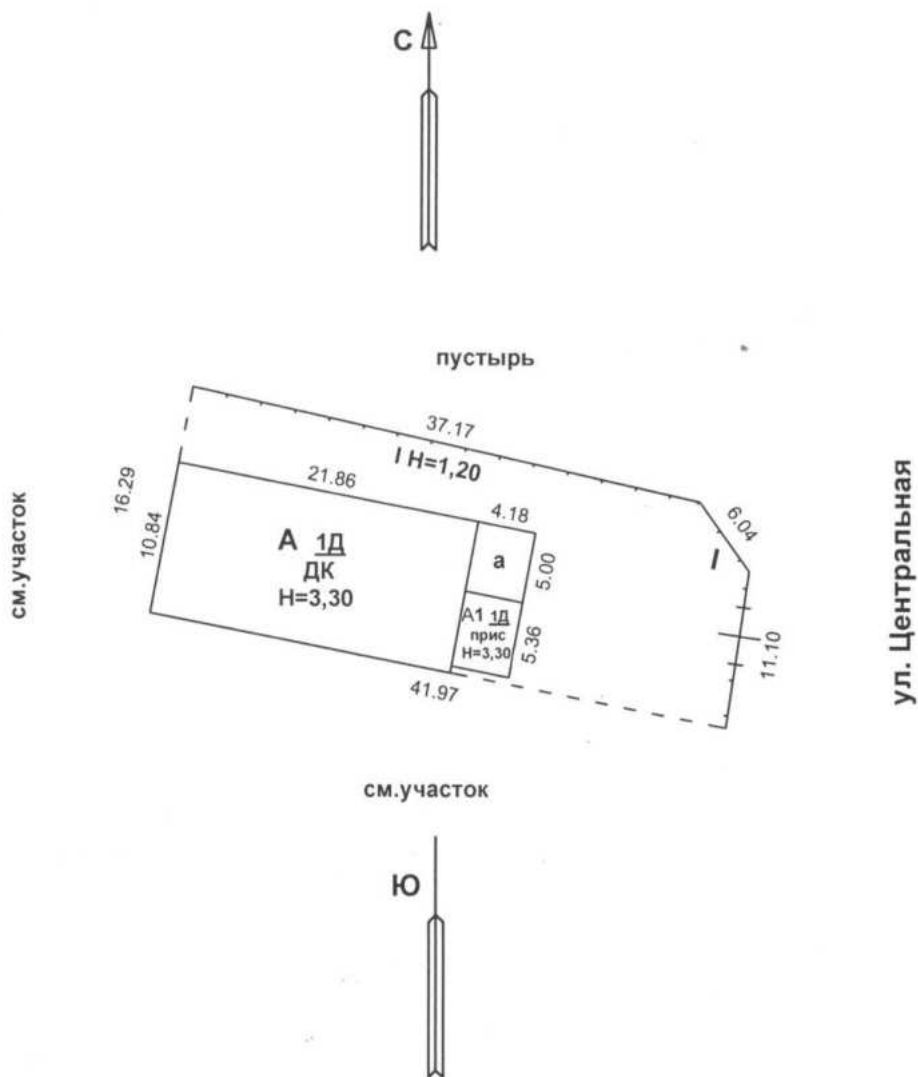 С
пустырь
37.17
I Н=1,20
21.86
4.18
6.04
I
16.29
10.84
А 1Д
ДК
Н=3,30
а
5.00
А1 1Д
прис
Н=3,30
5.36
11.10
41.97
см.участок
ул. Центральная
см.участок
Ю